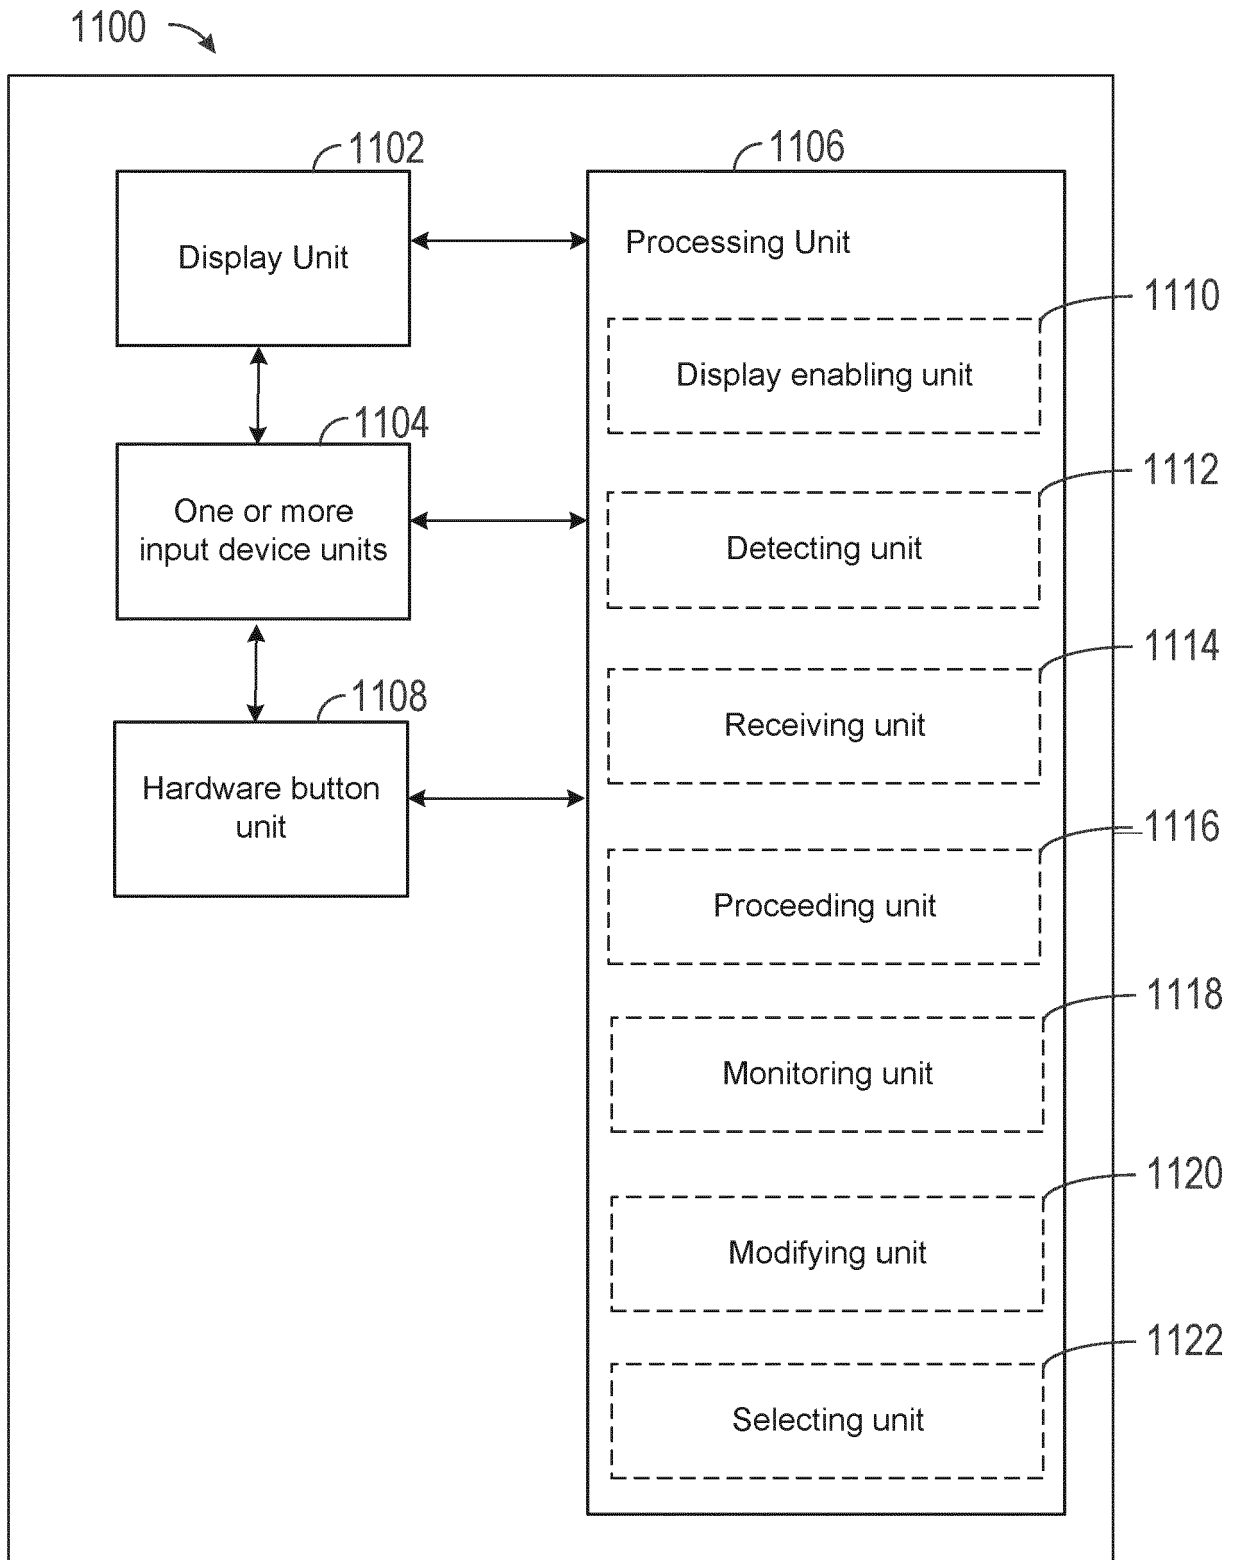 1100
1102
Display Unit
1104
One or more
input device units
1108
Hardware button
unit
1106
Processing Unit
1110
Display enabling unit
1112
Detecting unit
1114
Receiving unit
1116
Proceeding unit
1118
Monitoring unit
1120
Modifying unit
1122
Selecting unit